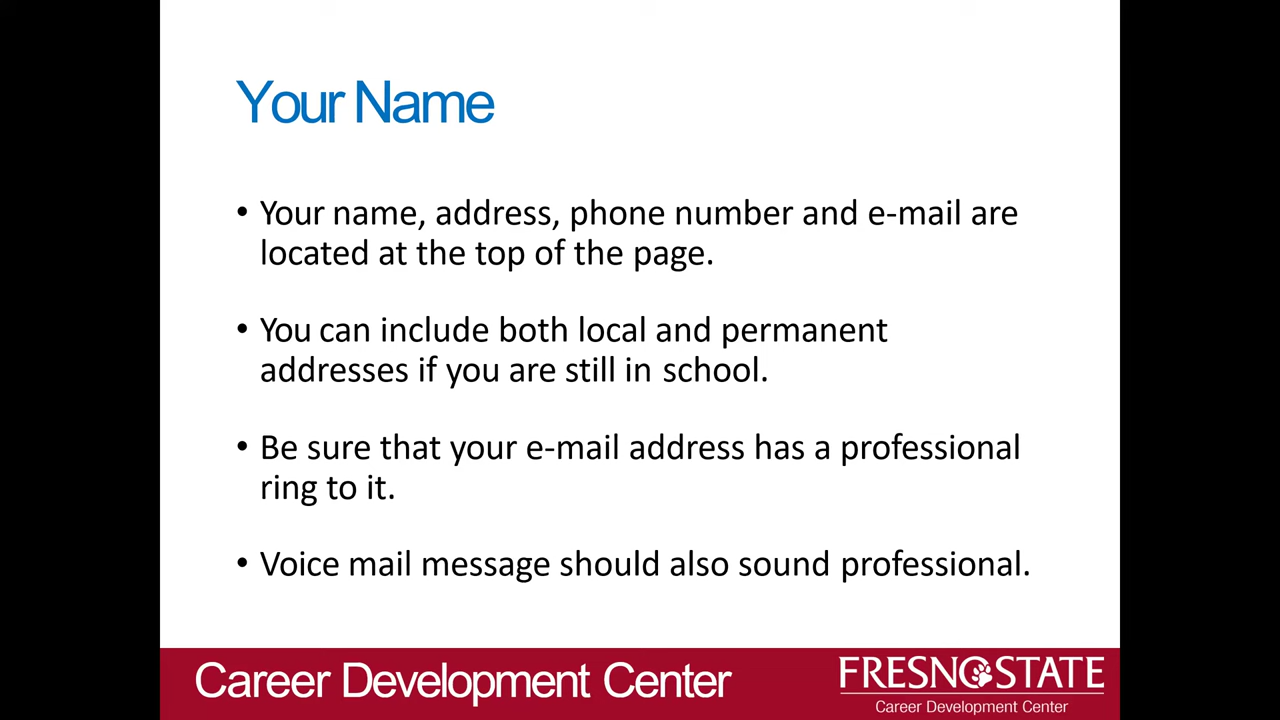 Your Name
• Your name, address, phone number and e-mail are
located at the top of the page.
• You can include both local and permanent
addresses if you are still in school.
• Be sure that your e-mail address has a professional
ring to it.
• Voice mail message should also sound professional.
Career Development Center
FRESNO STATE
Career Development Center